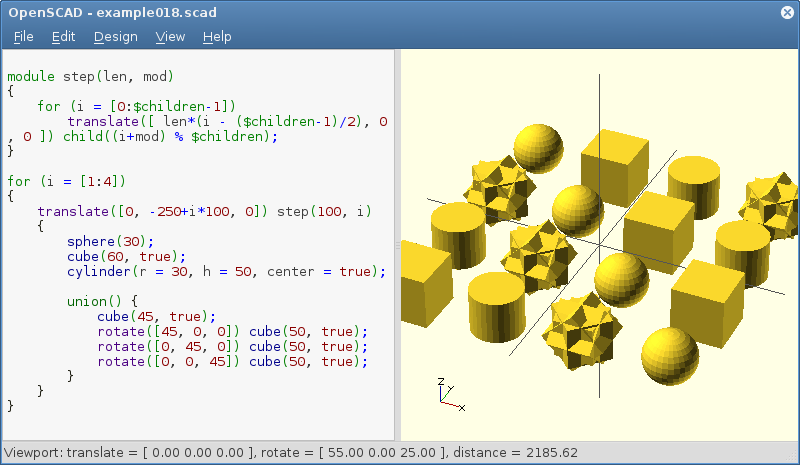 OpenSCAD - example018.scad
File Edit Design View Help
module step(len, mod)
{
for (i = [0:$children-1])
translate([ len*(i - ($children-1)/2), 0
, 0 ]) child((i+mod) % $children);
}
for (i = [1:4])
{
translate([0, -250+i*100, 0]) step(100, i)
{
sphere(30);
cube(60, true);
cylinder(r = 30, h = 50, center = true);
union() {
cube(45, true);
rotate([45, 0, 0]) cube(50, true);
rotate([0, 45, 0]) cube(50, true);
rotate([0, 0, 45]) cube(50, true);
}
}
}
Z
Y
X
Viewport: translate = [ 0.00 0.00 0.00 ], rotate = [ 55.00 0.00 25.00 ], distance = 2185.62